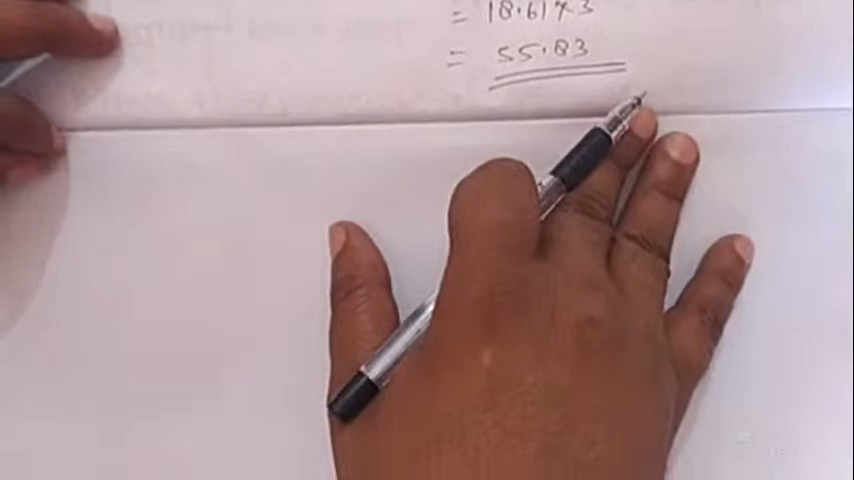 = 18.61×3
= 55.83